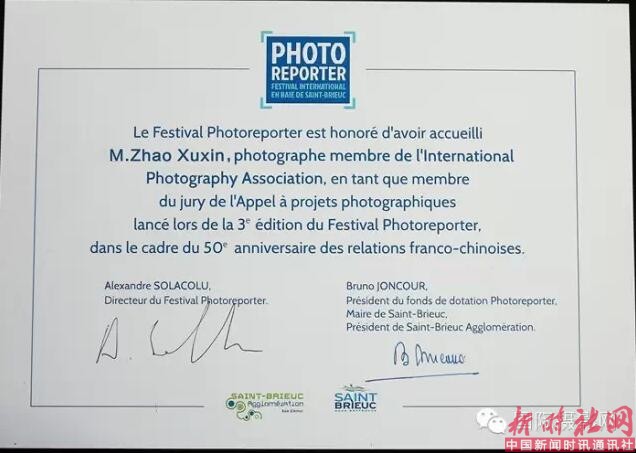 PHOTO
REPORTER
FESTIVAL INTERNATIONAL
EN BAIE DE SAINT-BRIEUC
Le Festival Photoreporter est honoré d'avoir accueilli
M.Zhao Xuxin, photographe membre de l'International
Photography Association, en tant que membre
du jury de l'Appel à projets photographiques
lancé lors de la 3e édition du Festival Photoreporter,
dans le cadre du 50e anniversaire des relations franco-chinoises.
Alexandre SOLACOLU,
Directeur du Festival Photoreporter.
Bruno JONCOUR,
Président du fonds de dotation Photoreporter,
Maire de Saint-Brieuc,
Président de Saint-Brieuc Agglomération.
SAINT-BRIEUC
Agglomération
SAINT
BRIEUC
中国新闻时讯通讯社